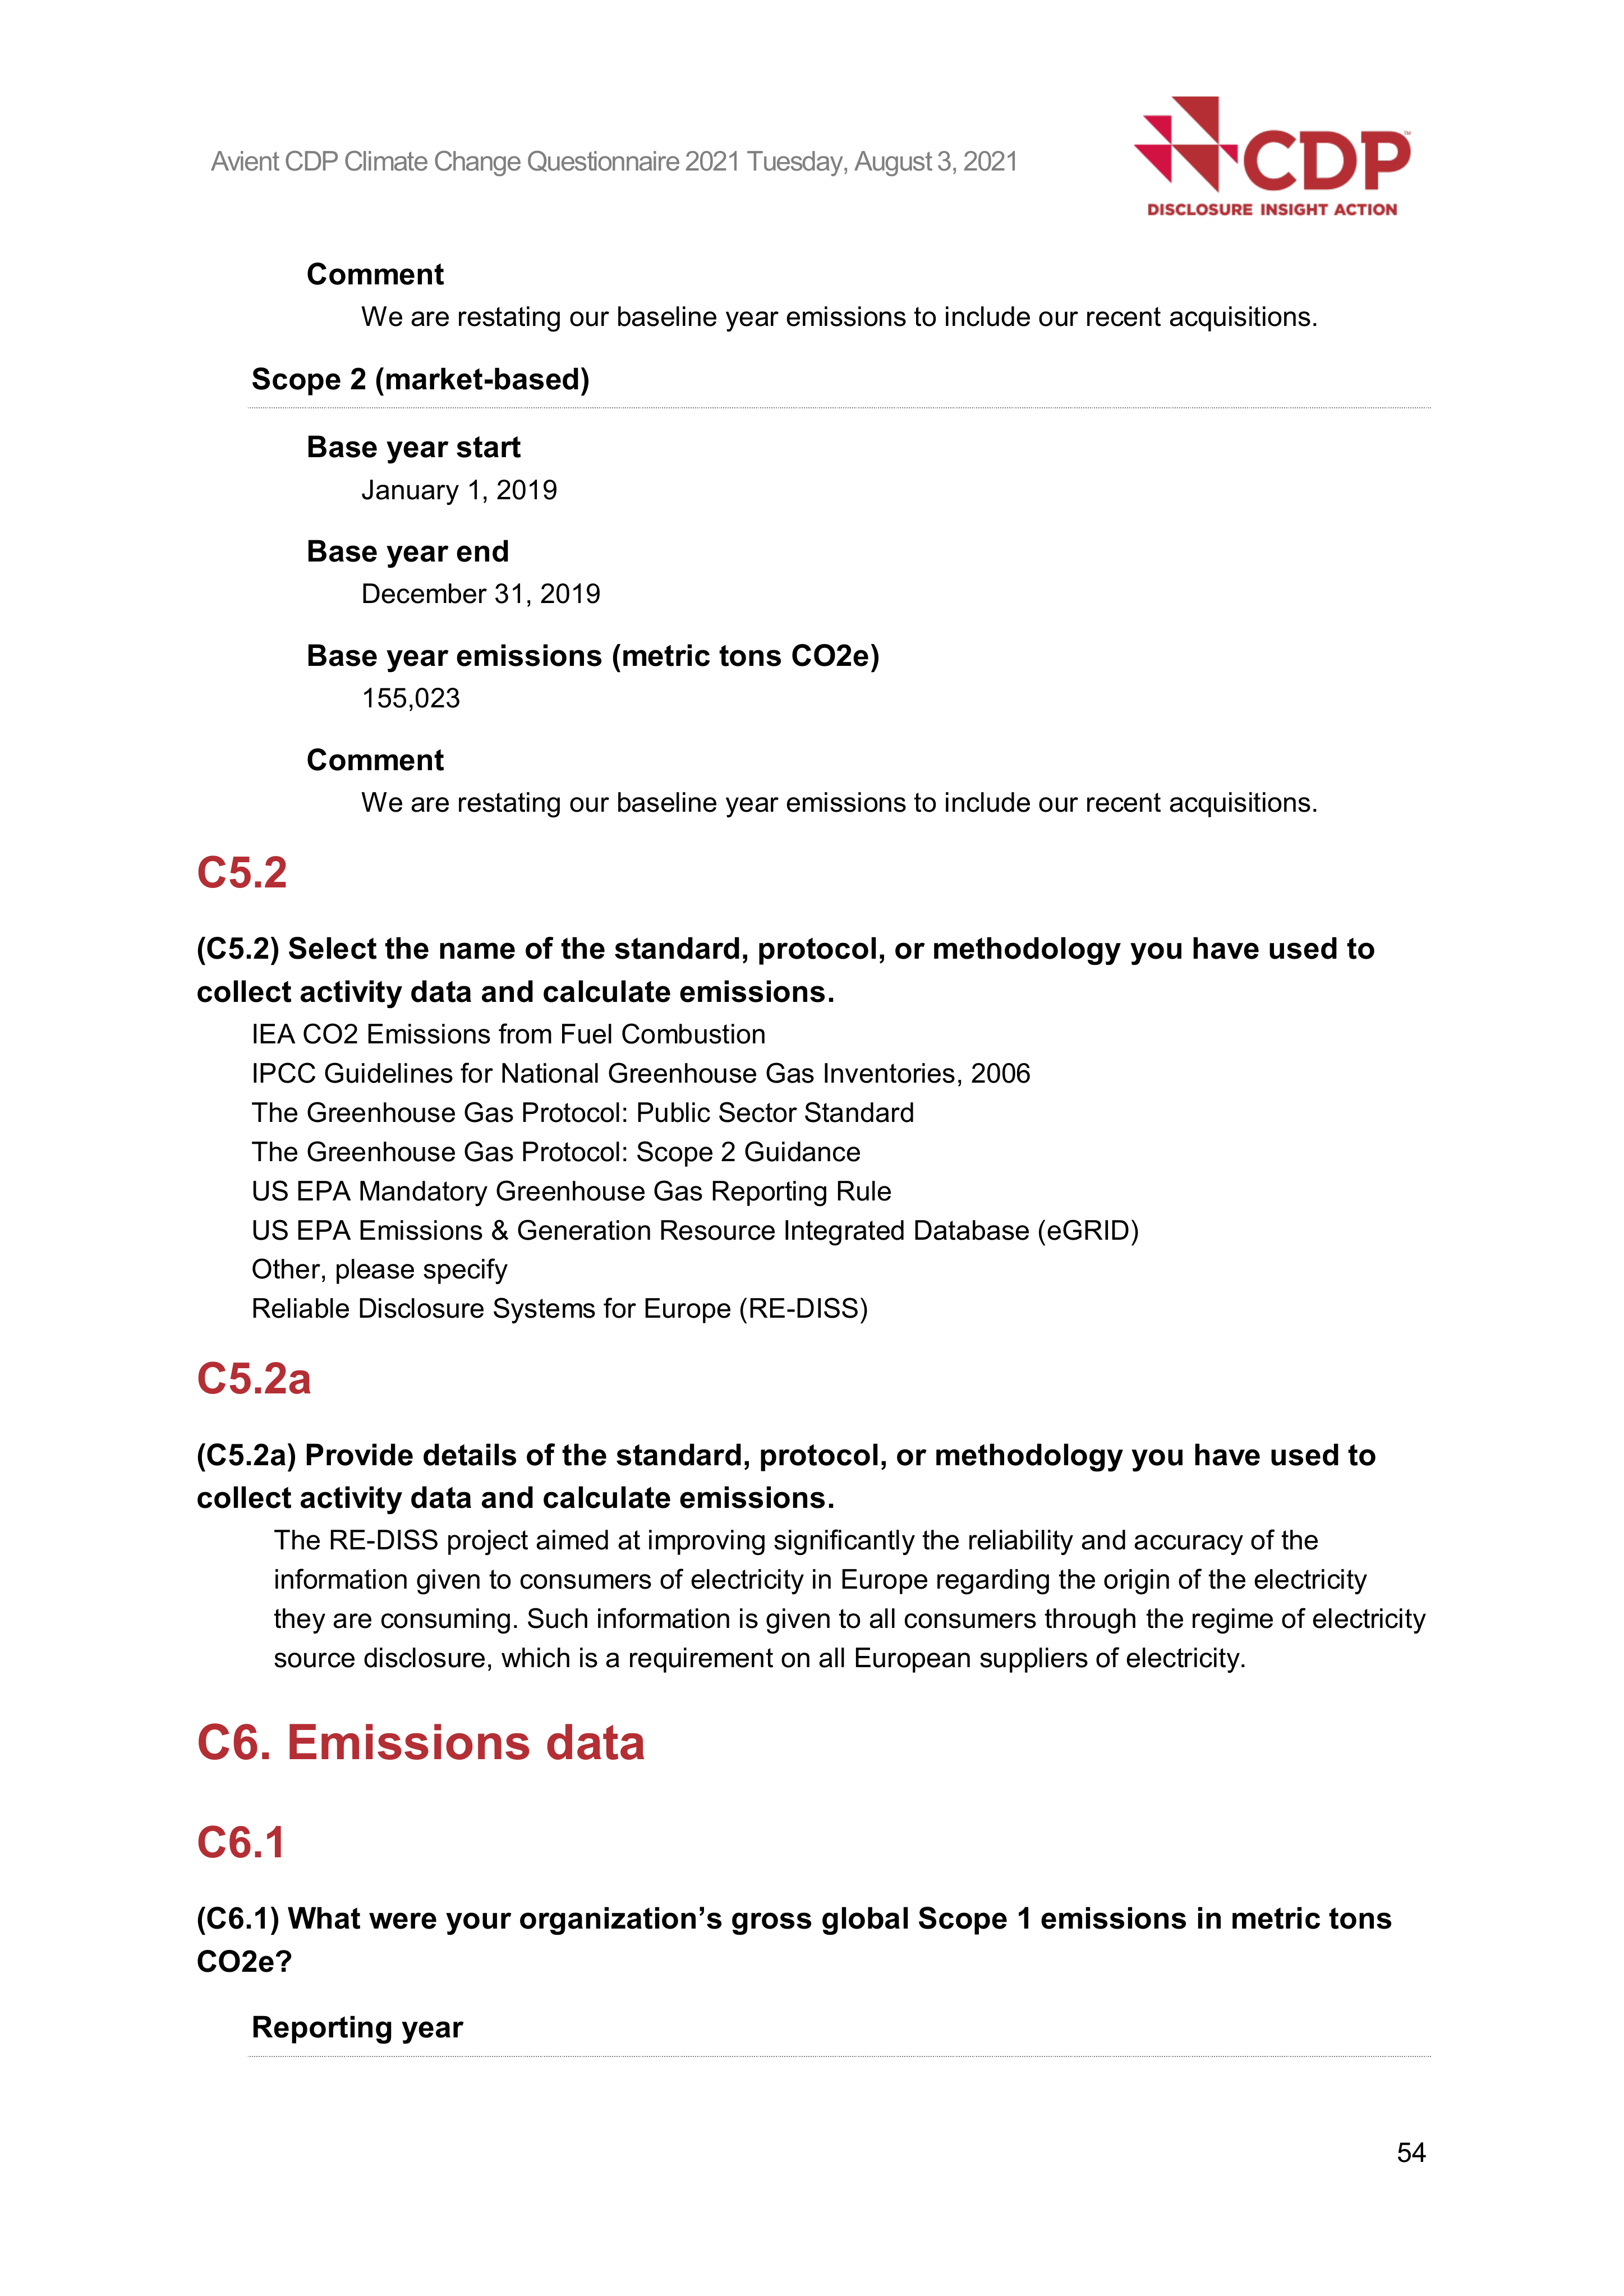 Avient CDP Climate Change Questionnaire 2021 Tuesday, August 3, 2021
CDP™
DISCLOSURE INSIGHT ACTION
Comment
We are restating our baseline year emissions to include our recent acquisitions.
Scope 2 (market-based)
Base year start
January 1, 2019
Base year end
December 31, 2019
Base year emissions (metric tons CO2e)
155,023
Comment
We are restating our baseline year emissions to include our recent acquisitions.
C5.2
(C5.2) Select the name of the standard, protocol, or methodology you have used to
collect activity data and calculate emissions.
IEA CO2 Emissions from Fuel Combustion
IPCC Guidelines for National Greenhouse Gas Inventories, 2006
The Greenhouse Gas Protocol: Public Sector Standard
The Greenhouse Gas Protocol: Scope 2 Guidance
US EPA Mandatory Greenhouse Gas Reporting Rule
US EPA Emissions & Generation Resource Integrated Database (eGRID)
Other, please specify
Reliable Disclosure Systems for Europe (RE-DISS)
C5.2a
(C5.2a) Provide details of the standard, protocol, or methodology you have used to
collect activity data and calculate emissions.
The RE-DISS project aimed at improving significantly the reliability and accuracy of the
information given to consumers of electricity in Europe regarding the origin of the electricity
they are consuming. Such information is given to all consumers through the regime of electricity
source disclosure, which is a requirement on all European suppliers of electricity.
C6. Emissions data
C6.1
(C6.1) What were your organization’s gross global Scope 1 emissions in metric tons
CO2e?
Reporting year
54